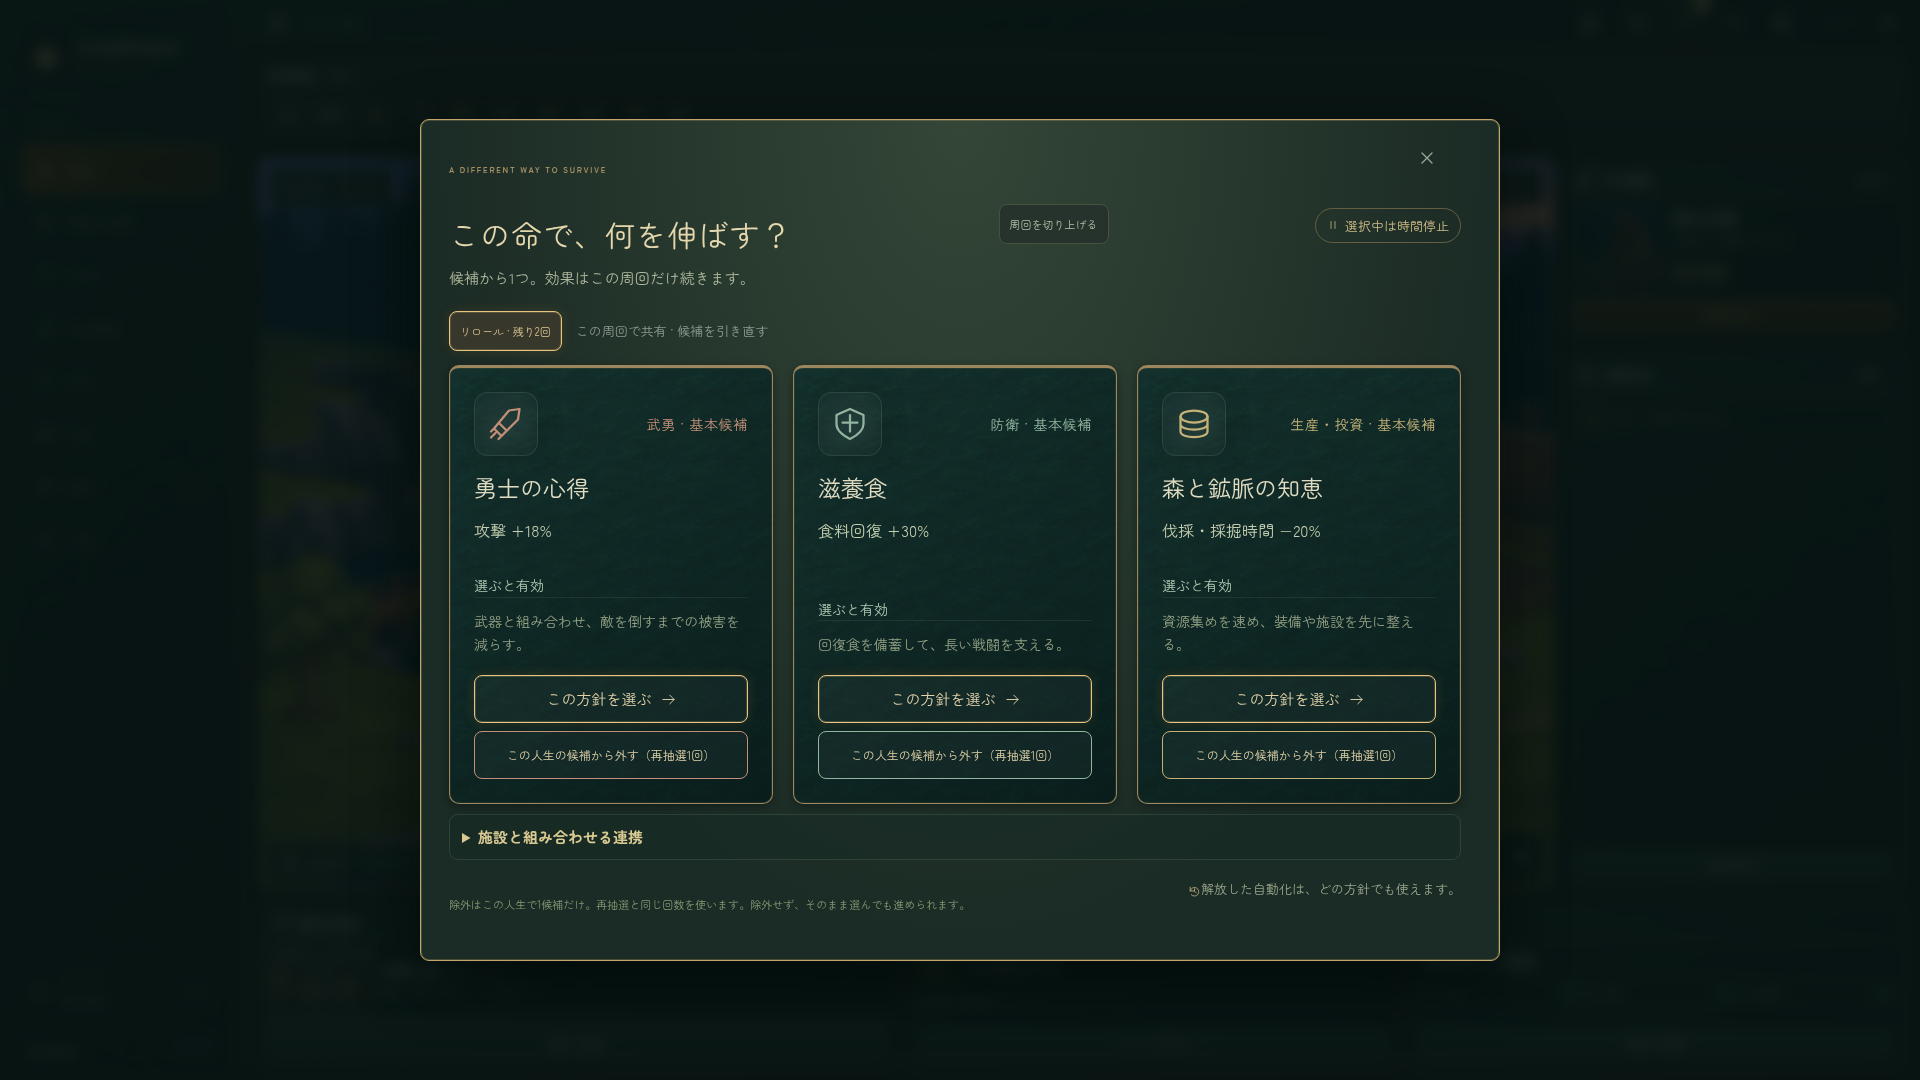 A DIFFERENT WAY TO SURVIVE
この命で、何を伸ばす？
周回を切り上げる
選択中は時間停止
候補から1つ。効果はこの周回だけ続きます。
リロール · 残り2回
この周回で共有 · 候補を引き直す
武勇 · 基本候補
勇士の心得
攻撃 +18%
選ぶと有効
武器と組み合わせ、敵を倒すまでの被害を
減らす。
この方針を選ぶ →
この人生の候補から外す（再抽選1回）
防衛 · 基本候補
滋養食
食料回復 +30%
選ぶと有効
回復食を備蓄して、長い戦闘を支える。
この方針を選ぶ →
この人生の候補から外す（再抽選1回）
生産・投資 · 基本候補
森と鉱脈の知恵
伐採・採掘時間 −20%
選ぶと有効
資源集めを速め、装備や施設を先に整え
る。
この方針を選ぶ →
この人生の候補から外す（再抽選1回）
▶ 施設と組み合わせる連携
解放した自動化は、どの方針でも使えます。
除外はこの人生で1候補だけ。再抽選と同じ回数を使います。除外せず、そのまま選んでも進められます。